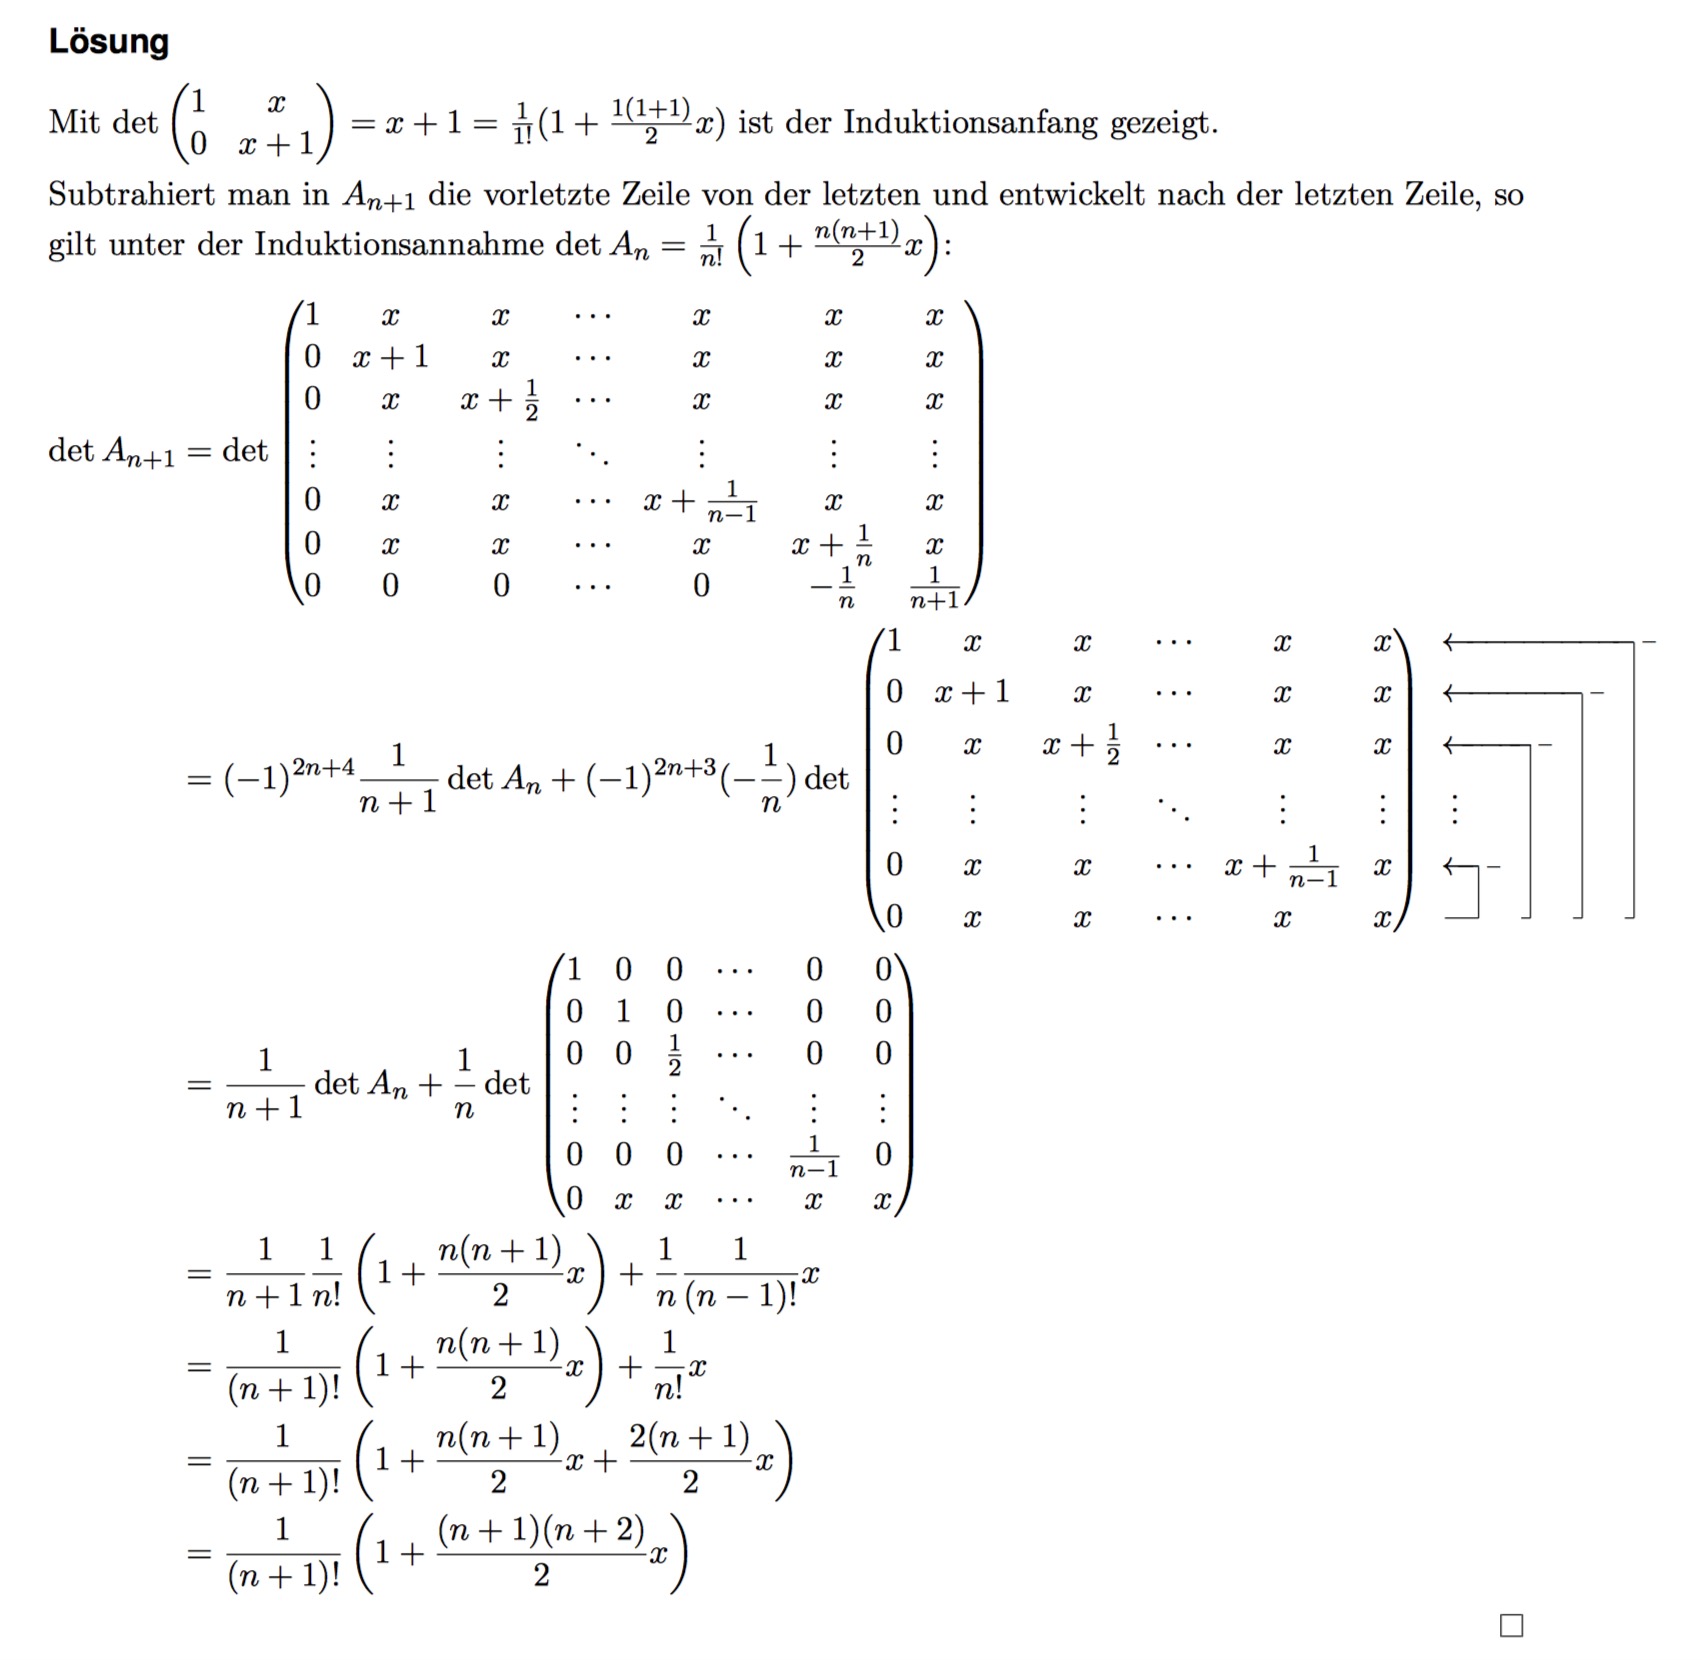 Lösung
Mit det $\begin{pmatrix} 1 & x \\ 0 & x+1 \end{pmatrix} = x + 1 = \frac{1}{1!}(1 + \frac{1(1+1)}{2}x)$ ist der Induktionsanfang gezeigt.
Subtrahiert man in $A_{n+1}$ die vorletzte Zeile von der letzten und entwickelt nach der letzten Zeile, so
gilt unter der Induktionsannahme det $A_n = \frac{1}{n!}\left(1 + \frac{n(n+1)}{2}x\right)$:
$\det A_{n+1} = \det \begin{pmatrix} 1 & x & x & \cdots & x & x & x \\ 0 & x+1 & x & \cdots & x & x & x \\ 0 & x & x+\frac{1}{2} & \cdots & x & x & x \\ \vdots & \vdots & \vdots & \ddots & \vdots & \vdots & \vdots \\ 0 & x & x & \cdots & x+\frac{1}{n-1} & x & x \\ 0 & x & x & \cdots & x & x+\frac{1}{n} & x \\ 0 & 0 & 0 & \cdots & 0 & -\frac{1}{n} & \frac{1}{n+1} \end{pmatrix}$
$= (-1)^{2n+4}\frac{1}{n+1}\det A_n + (-1)^{2n+3}(-\frac{1}{n})\det \begin{pmatrix} 1 & x & x & \cdots & x & x \\ 0 & x+1 & x & \cdots & x & x \\ 0 & x & x+\frac{1}{2} & \cdots & x & x \\ \vdots & \vdots & \vdots & \ddots & \vdots & \vdots \\ 0 & x & x & \cdots & x+\frac{1}{n-1} & x \\ 0 & x & x & \cdots & x & x \end{pmatrix} \begin{matrix} \leftarrow - \\ \leftarrow - \\ \leftarrow - \\ \vdots \\ \leftarrow - \\ \\ \end{matrix}$
$= \frac{1}{n+1}\det A_n + \frac{1}{n}\det \begin{pmatrix} 1 & 0 & 0 & \cdots & 0 & 0 \\ 0 & 1 & 0 & \cdots & 0 & 0 \\ 0 & 0 & \frac{1}{2} & \cdots & 0 & 0 \\ \vdots & \vdots & \vdots & \ddots & \vdots & \vdots \\ 0 & 0 & 0 & \cdots & \frac{1}{n-1} & 0 \\ 0 & x & x & \cdots & x & x \end{pmatrix}$
$= \frac{1}{n+1}\frac{1}{n!}\left(1 + \frac{n(n+1)}{2}x\right) + \frac{1}{n}\frac{1}{(n-1)!}x$
$= \frac{1}{(n+1)!}\left(1 + \frac{n(n+1)}{2}x\right) + \frac{1}{n!}x$
$= \frac{1}{(n+1)!}\left(1 + \frac{n(n+1)}{2}x + \frac{2(n+1)}{2}x\right)$
$= \frac{1}{(n+1)!}\left(1 + \frac{(n+1)(n+2)}{2}x\right)$
□